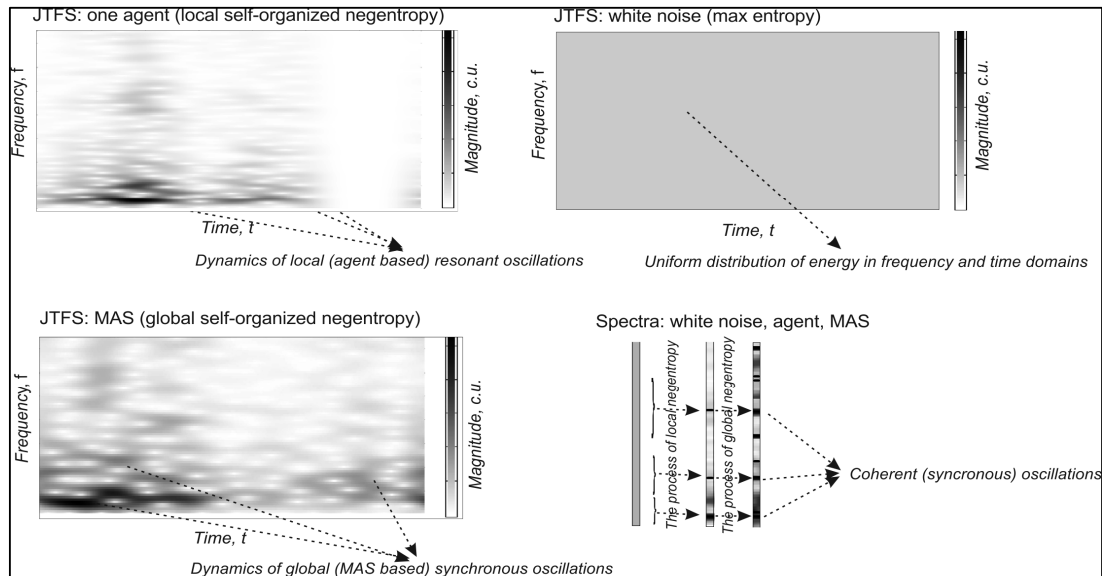 JTFS: one agent (local self-organized negentropy)
Frequency, f
Magnitude, c.u.
Time, t
Dynamics of local (agent based) resonant oscillations
JTFS: white noise (max entropy)
Frequency, f
Magnitude, c.u.
Time, t
Uniform distribution of energy in frequency and time domains
JTFS: MAS (global self-organized negentropy)
Frequency, f
Magnitude, c.u.
Time, t
Dynamics of global (MAS based) synchronous oscillations
Spectra: white noise, agent, MAS
The process of local negentropy
The process of global negentropy
Coherent (syncronous) oscillations